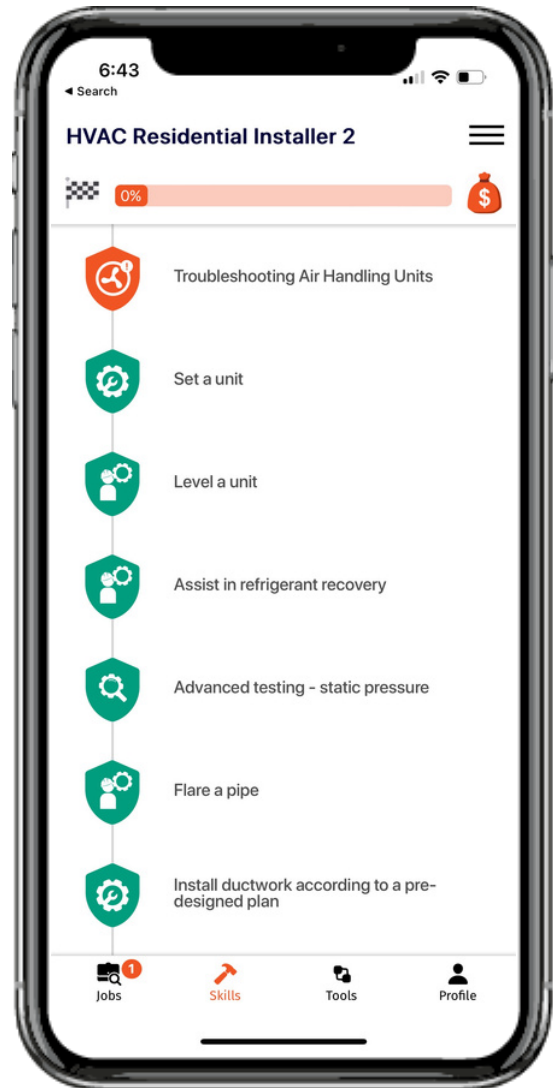 6:43
◄ Search
HVAC Residential Installer 2
0%
$
Troubleshooting Air Handling Units
Set a unit
Level a unit
Assist in refrigerant recovery
Advanced testing - static pressure
Flare a pipe
Install ductwork according to a pre-
designed plan
1
Jobs
Skills
Tools
Profile